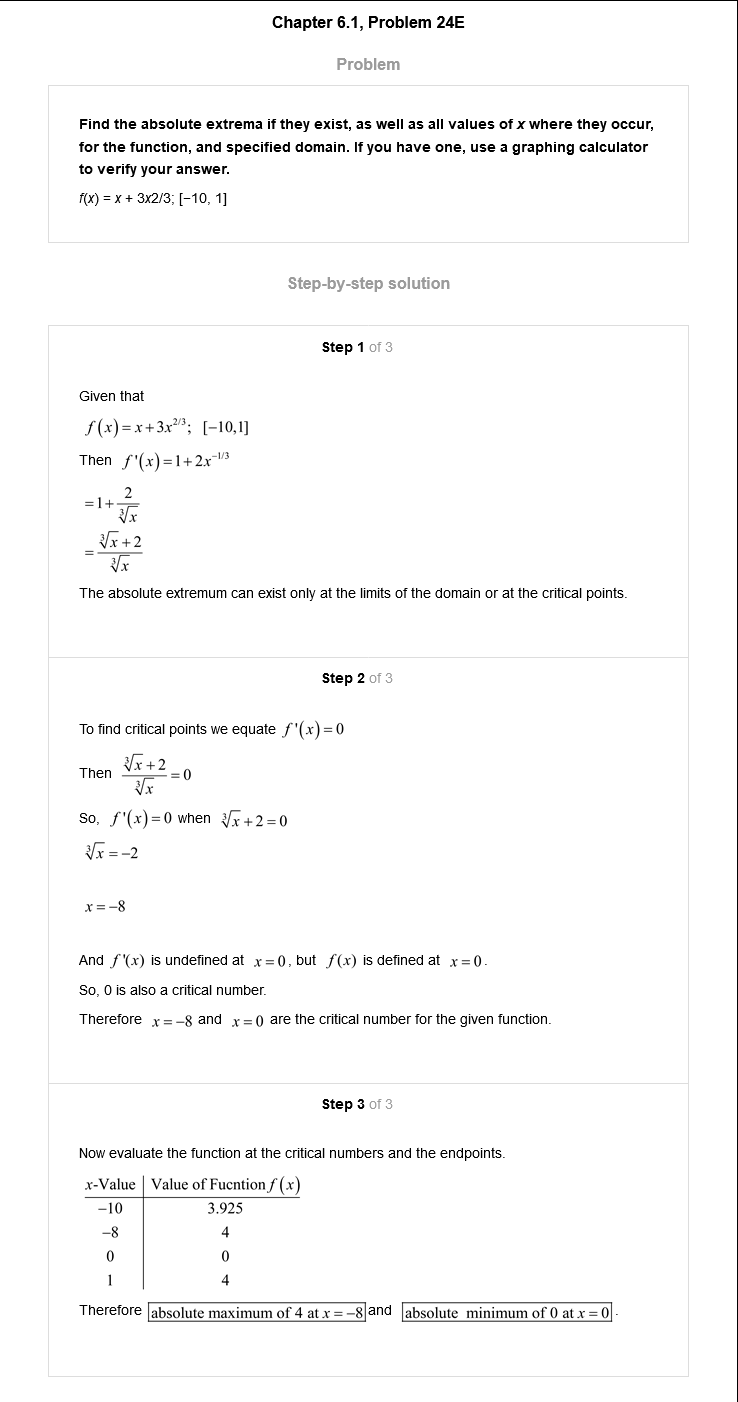 Chapter 6.1, Problem 24E
Problem
Find the absolute extrema if they exist, as well as all values of x where they occur,
for the function, and specified domain. If you have one, use a graphing calculator
to verify your answer.
f(x) = x + 3x2/3; [−10, 1]
Step-by-step solution
Step 1 of 3
Given that
f(x) = x + 3x^{2/3}; [−10,1]
Then f'(x) = 1 + 2x^{−1/3}
= 1 + \frac{2}{\sqrt[3]{x}}
= \frac{\sqrt[3]{x} + 2}{\sqrt[3]{x}}
The absolute extremum can exist only at the limits of the domain or at the critical points.
Step 2 of 3
To find critical points we equate f'(x) = 0
Then \frac{\sqrt[3]{x} + 2}{\sqrt[3]{x}} = 0
So, f'(x) = 0 when \sqrt[3]{x} + 2 = 0
\sqrt[3]{x} = −2
x = −8
And f'(x) is undefined at x = 0, but f(x) is defined at x = 0.
So, 0 is also a critical number.
Therefore x = −8 and x = 0 are the critical number for the given function.
Step 3 of 3
Now evaluate the function at the critical numbers and the endpoints.
x-Value Value of Fucntion f(x)
−10 3.925
−8 4
0 0
1 4
Therefore absolute maximum of 4 at x = −8 and absolute minimum of 0 at x = 0.